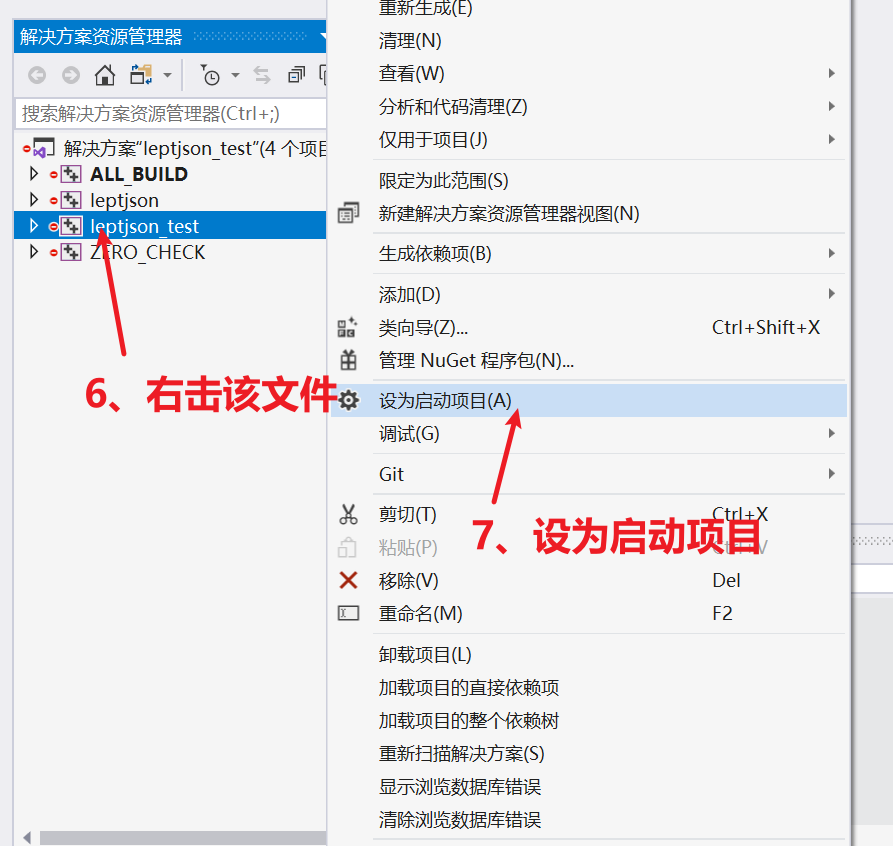 解决方案资源管理器
搜索解决方案资源管理器(Ctrl+;)
解决方案"leptjson_test"(4 个项目
ALL_BUILD
leptjson
leptjson_test
ZERO_CHECK
6、右击该文件
重新生成(E)
清理(N)
查看(W)
分析和代码清理(Z)
仅用于项目(J)
限定为此范围(S)
新建解决方案资源管理器视图(N)
生成依赖项(B)
添加(D)
类向导(Z)... Ctrl+Shift+X
管理 NuGet 程序包(N)...
设为启动项目(A)
调试(G)
Git
剪切(T) Ctrl+X
7、设为启动项目
粘贴(P) Ctrl+V
移除(V) Del
重命名(M) F2
卸载项目(L)
加载项目的直接依赖项
加载项目的整个依赖树
重新扫描解决方案(S)
显示浏览数据库错误
清除浏览数据库错误